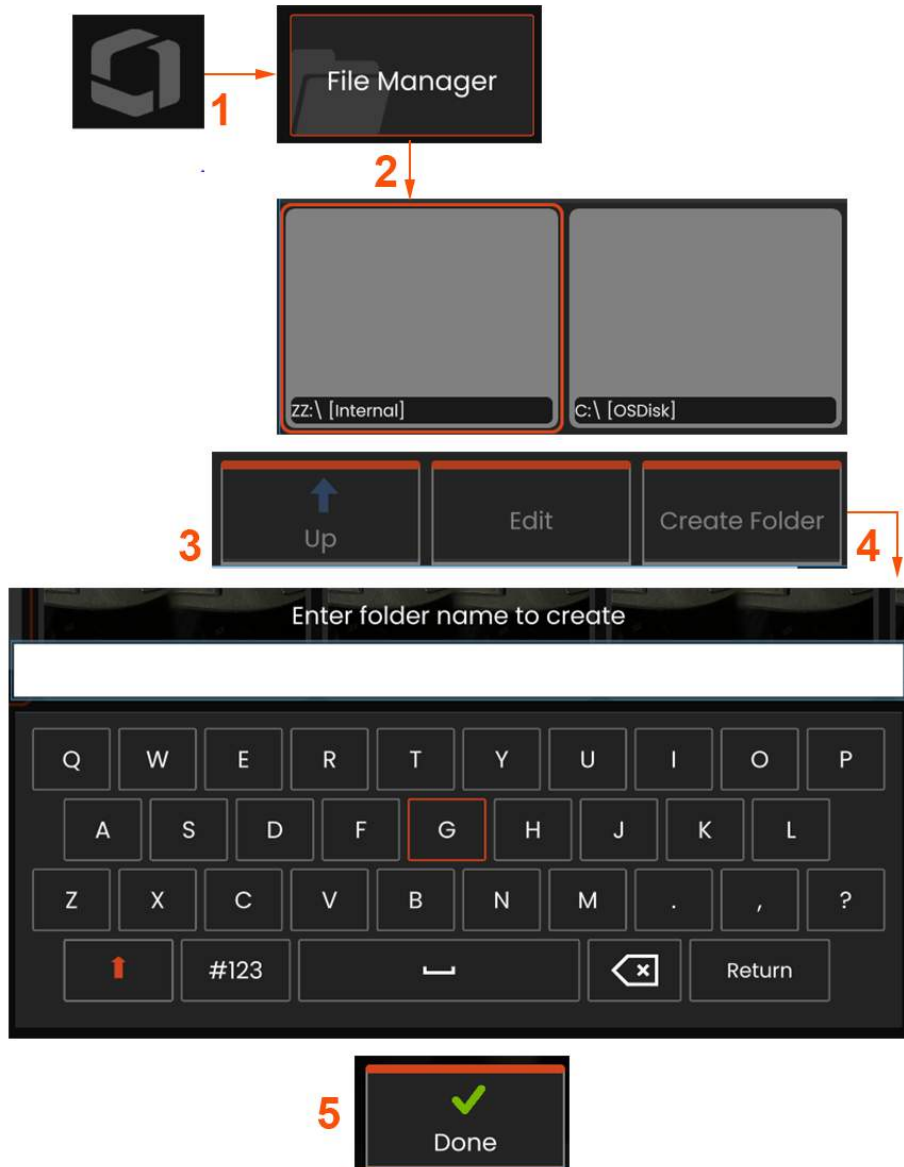 1
File Manager
2
ZZ:\ [Internal]
C:\ [OSDisk]
3
Up
Edit
Create Folder
4
Enter folder name to create
Q W E R T Y U I O P
A S D F G H J K L
Z X C V B N M . , ?
#123
Return
5
Done